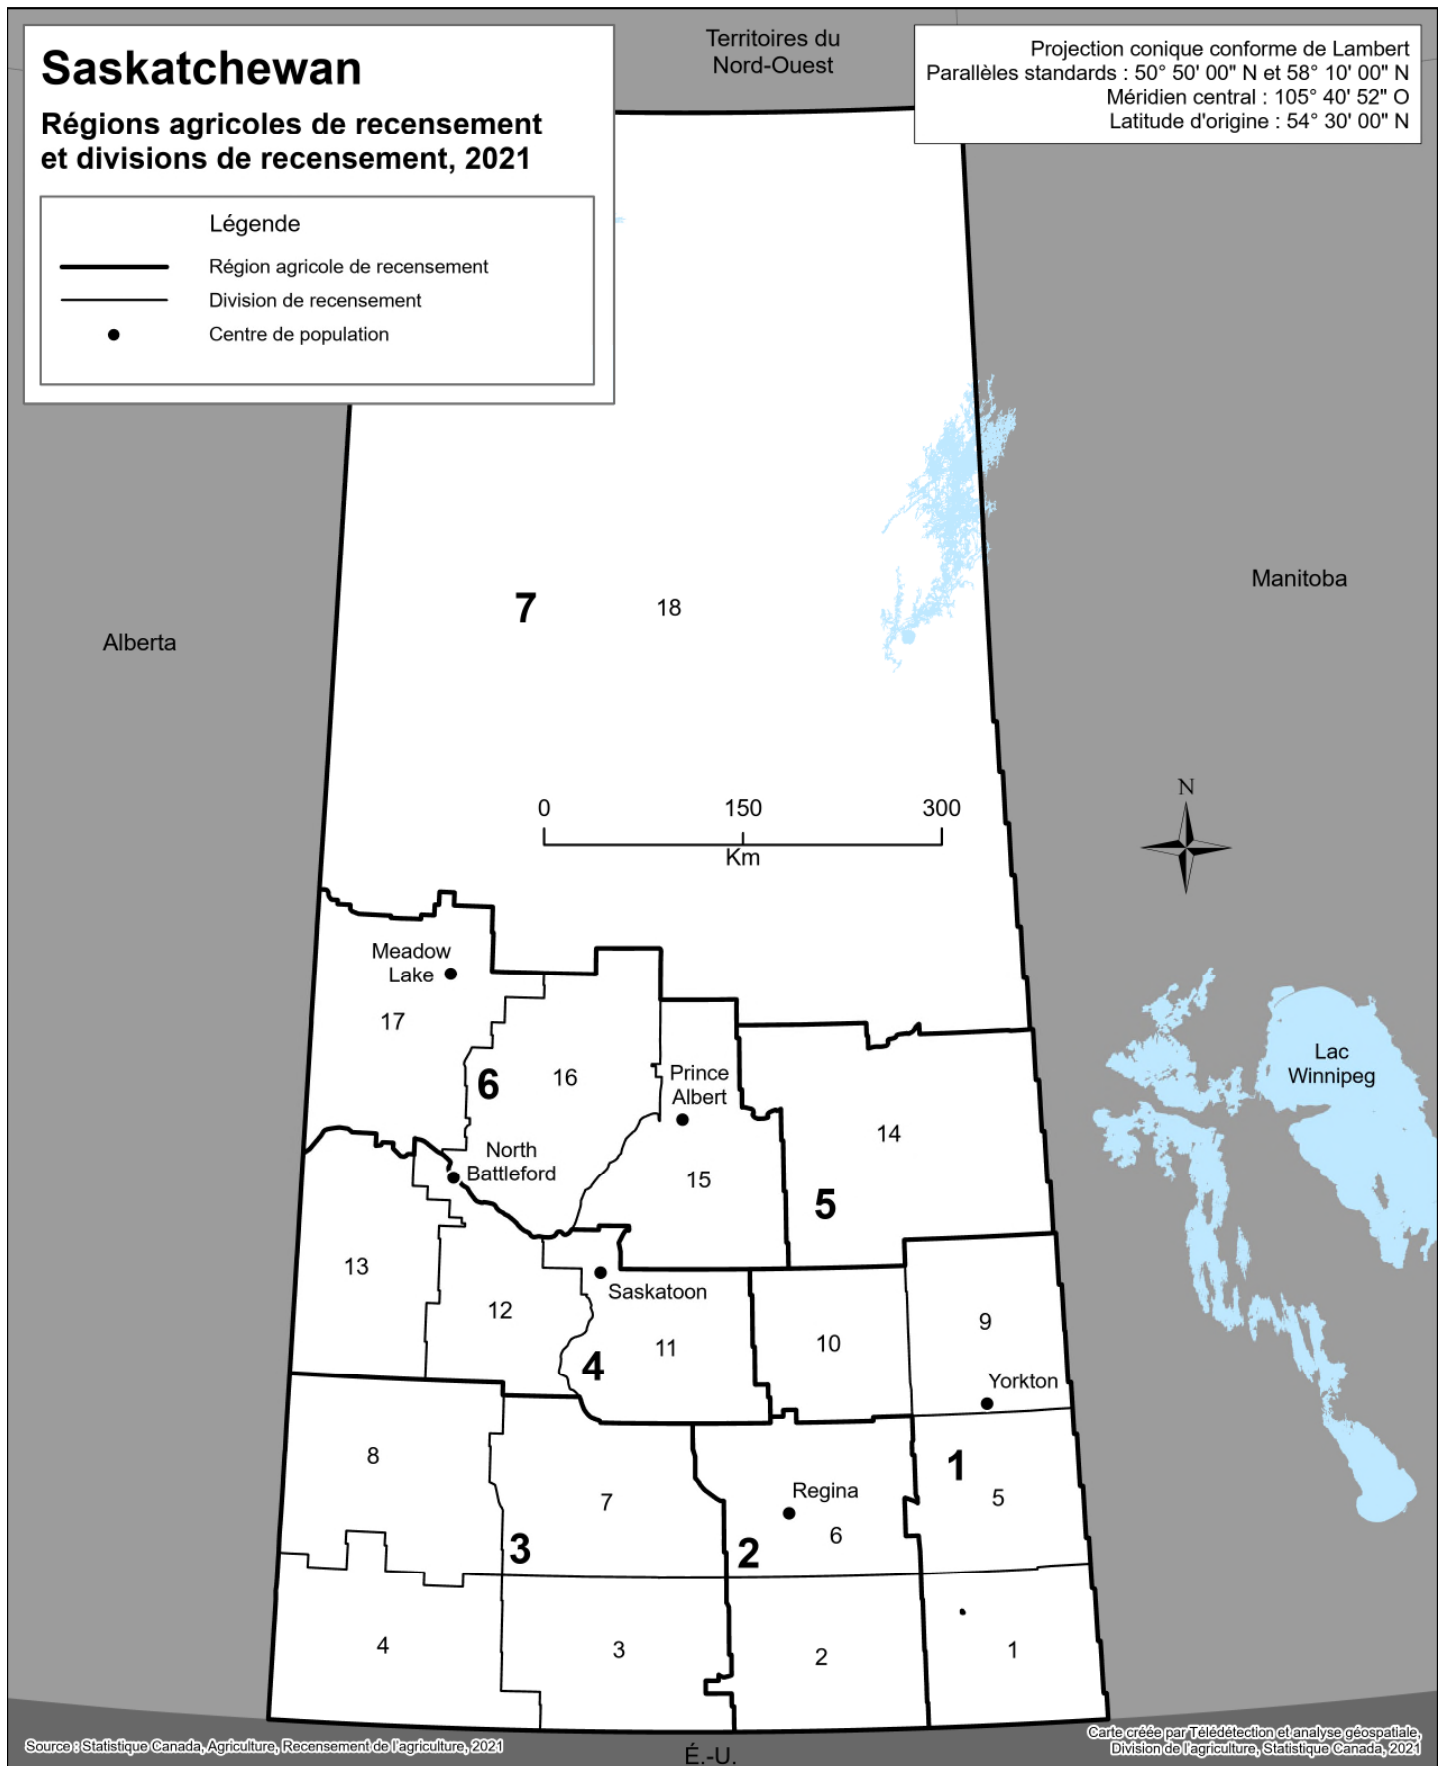 Saskatchewan
Régions agricoles de recensement
et divisions de recensement, 2021
Légende
Région agricole de recensement
Division de recensement
Centre de population
Territoires du
Nord-Ouest
Projection conique conforme de Lambert
Parallèles standards : 50° 50' 00" N et 58° 10' 00" N
Méridien central : 105° 40' 52" O
Latitude d'origine : 54° 30' 00" N
Manitoba
7
18
Alberta
N
0 150 300
Km
Meadow
Lake
17
Lac
Winnipeg
6
16
Prince
Albert
14
North
Battleford
15
5
13
Saskatoon
12
11
4
10
9
Yorkton
8
7
Regina
6
1
5
3
2
4
3
2
1
Source : Statistique Canada, Agriculture, Recensement de l'agriculture, 2021
É.-U.
Carte créée par Télédétection et analyse géospatiale,
Division de l'agriculture, Statistique Canada, 2021